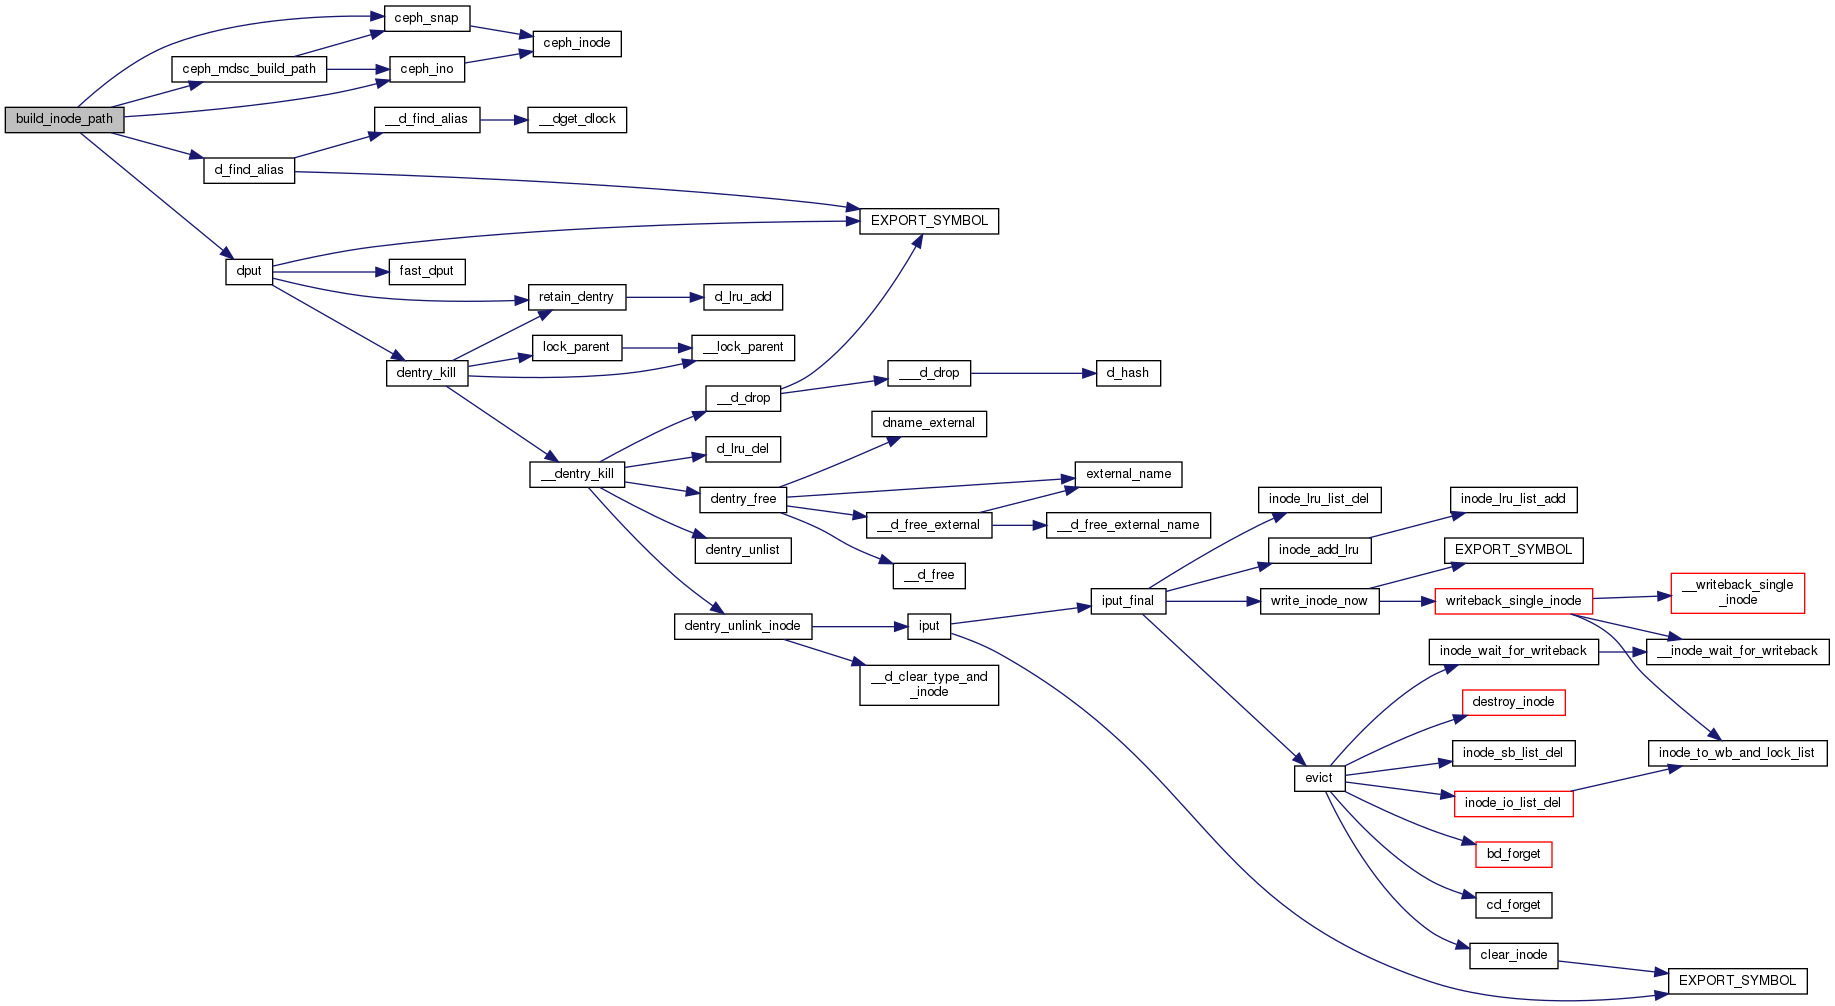 build_inode_path
ceph_snap
ceph_mdsc_build_path
ceph_ino
ceph_inode
d_find_alias
__d_find_alias
__dget_dlock
EXPORT_SYMBOL
dput
fast_dput
retain_dentry
d_lru_add
dentry_kill
lock_parent
__lock_parent
__dentry_kill
__d_drop
___d_drop
d_hash
d_lru_del
dentry_free
dname_external
external_name
__d_free_external
__d_free_external_name
__d_free
dentry_unlist
dentry_unlink_inode
iput
__d_clear_type_and
_inode
iput_final
inode_lru_list_del
inode_add_lru
inode_lru_list_add
write_inode_now
EXPORT_SYMBOL
writeback_single_inode
__writeback_single
_inode
__inode_wait_for_writeback
inode_to_wb_and_lock_list
evict
inode_wait_for_writeback
destroy_inode
inode_sb_list_del
inode_io_list_del
bd_forget
cd_forget
clear_inode
EXPORT_SYMBOL